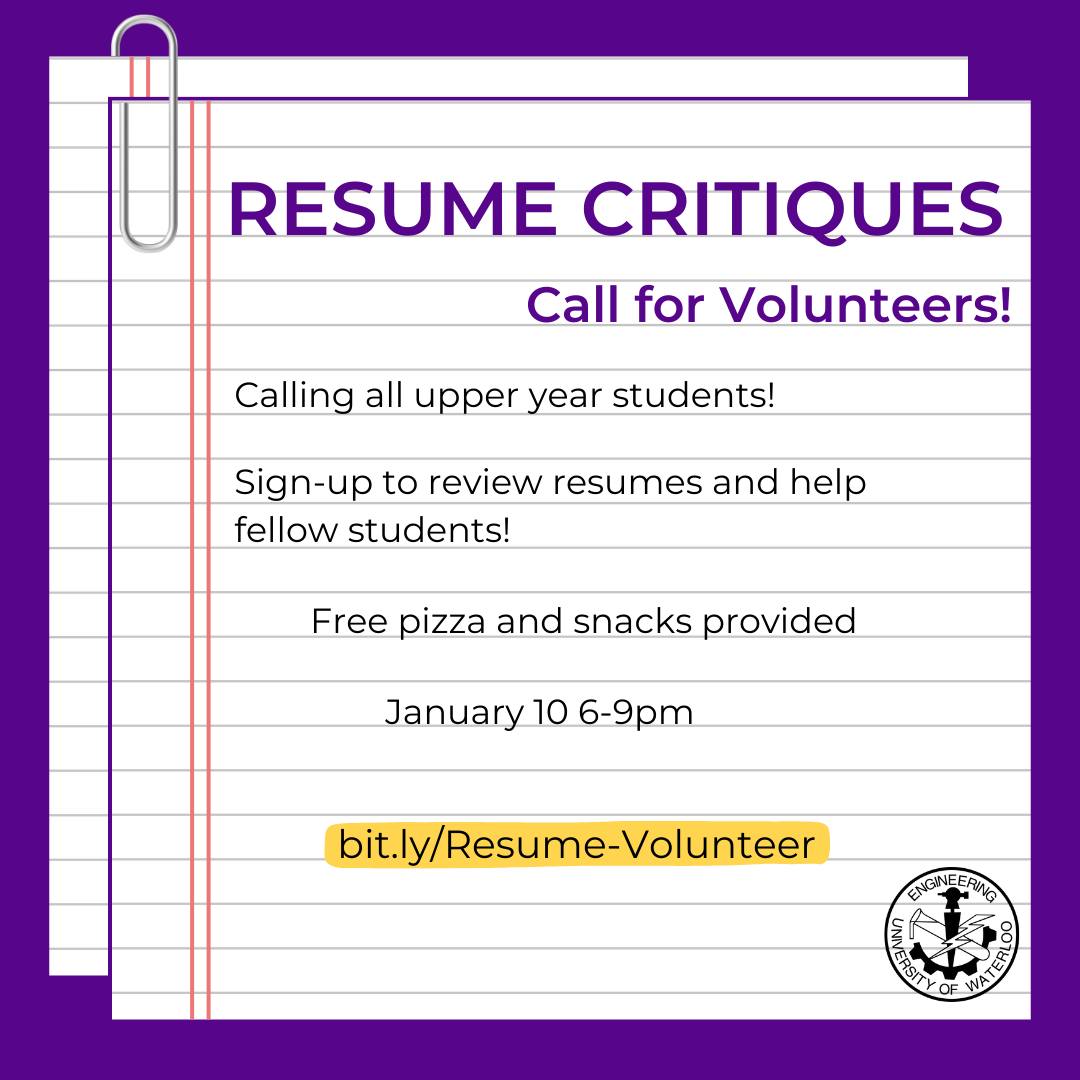 RESUME CRITIQUES
Call for Volunteers!
Calling all upper year students!
Sign-up to review resumes and help
fellow students!
Free pizza and snacks provided
January 10 6-9pm
bit.ly/Resume-Volunteer
ENGINEERING
UNIVERSITY OF WATERLOO